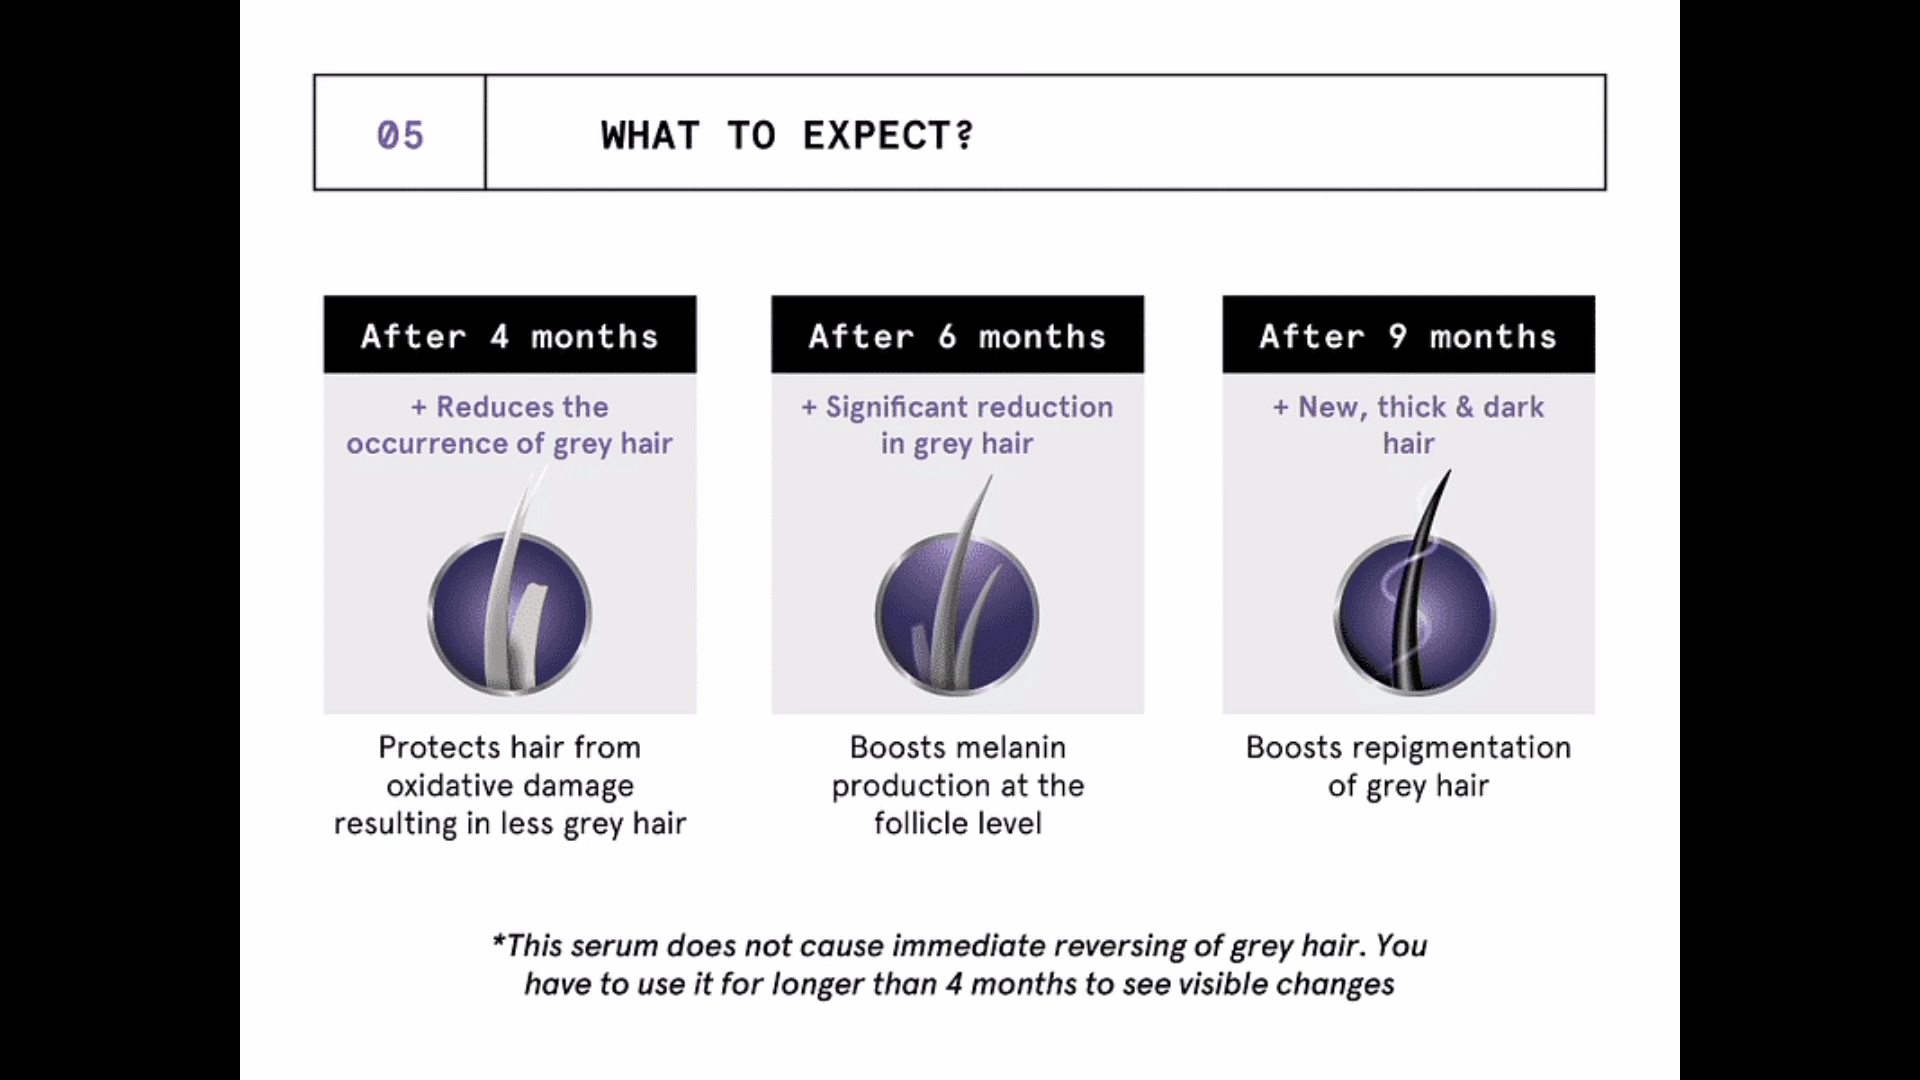 05
WHAT TO EXPECT?
After 4 months
+ Reduces the
occurrence of grey hair
Protects hair from
oxidative damage
resulting in less grey hair
After 6 months
+ Significant reduction
in grey hair
Boosts melanin
production at the
follicle level
After 9 months
+ New, thick & dark
hair
Boosts repigmentation
of grey hair
*This serum does not cause immediate reversing of grey hair. You
have to use it for longer than 4 months to see visible changes